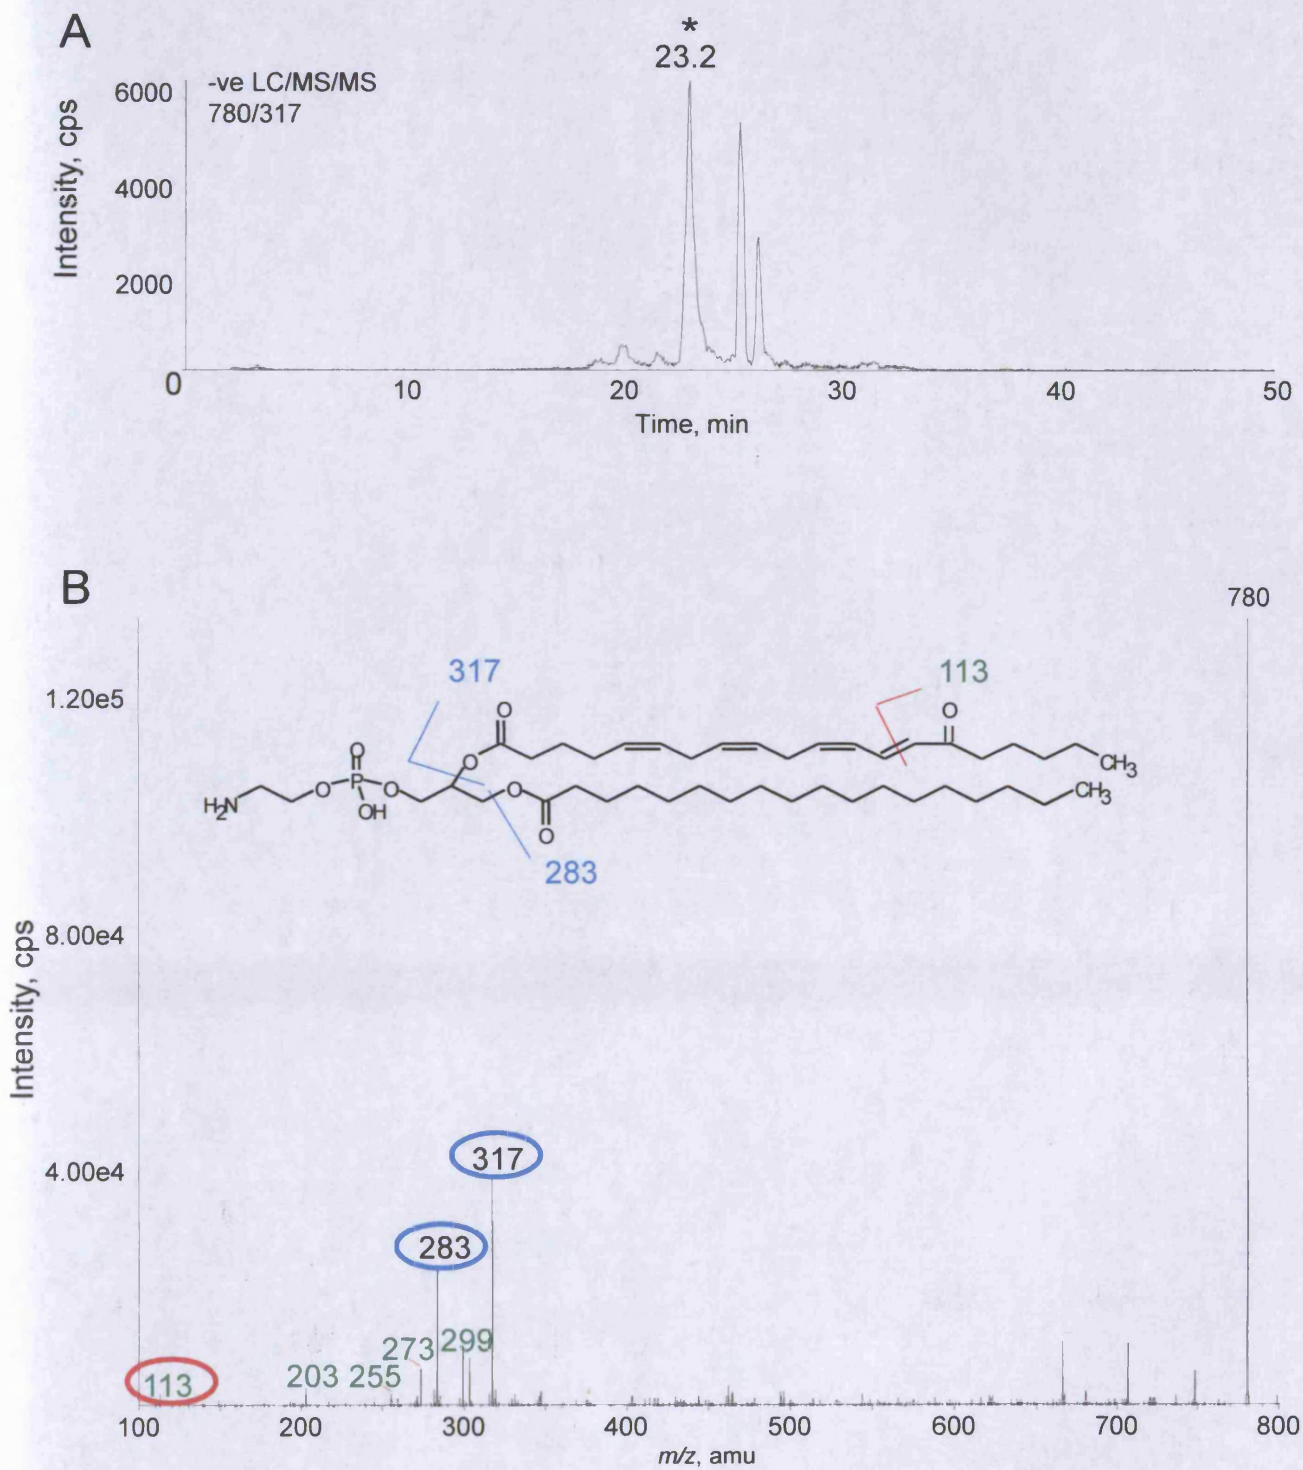 A
*
23.2
-ve LC/MS/MS
780/317
6000
4000
2000
0
10
20
30
40
50
Intensity, cps
Time, min
B
780
1.20e5
8.00e4
4.00e4
Intensity, cps
317
113
O
O
O
O
P
O
O
H2N
OH
O
CH3
CH3
O
283
317
283
299
273
203 255
113
100
200
300
400
500
600
700
800
m/z, amu